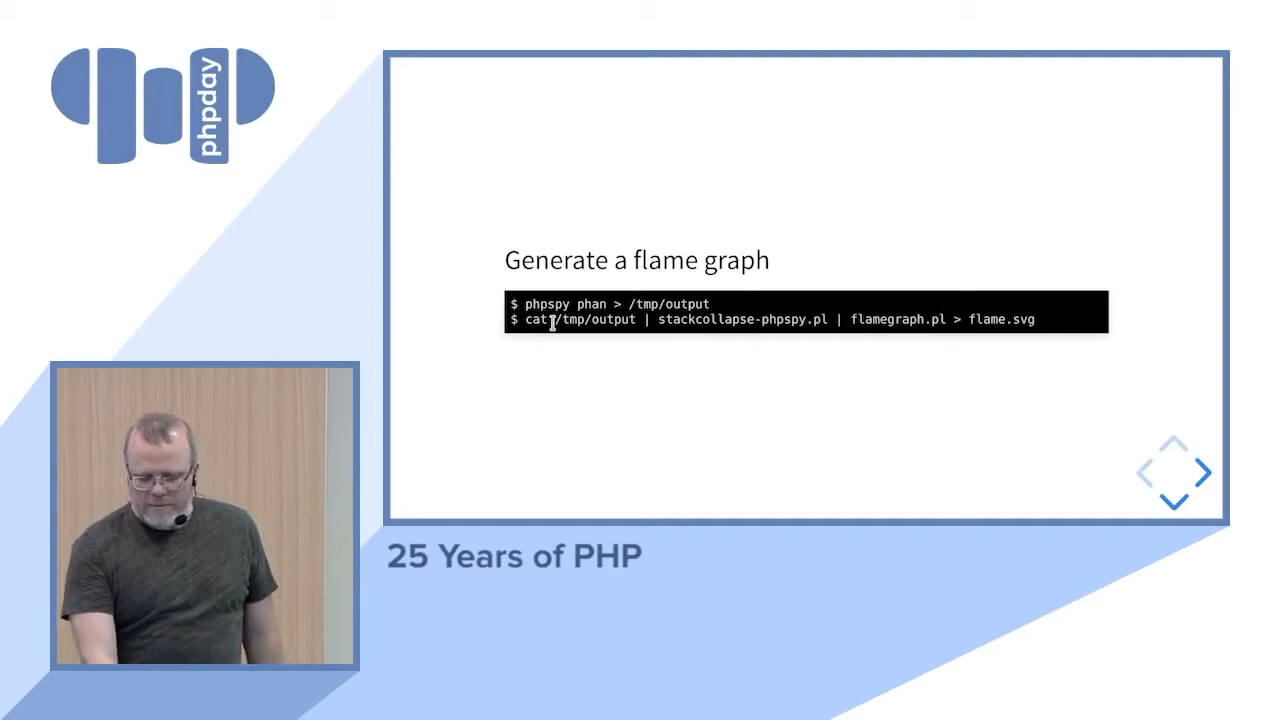 phpday
Generate a flame graph
$ phpspy phan > /tmp/output
$ cat /tmp/output | stackcollapse-phpspy.pl | flamegraph.pl > flame.svg
25 Years of PHP